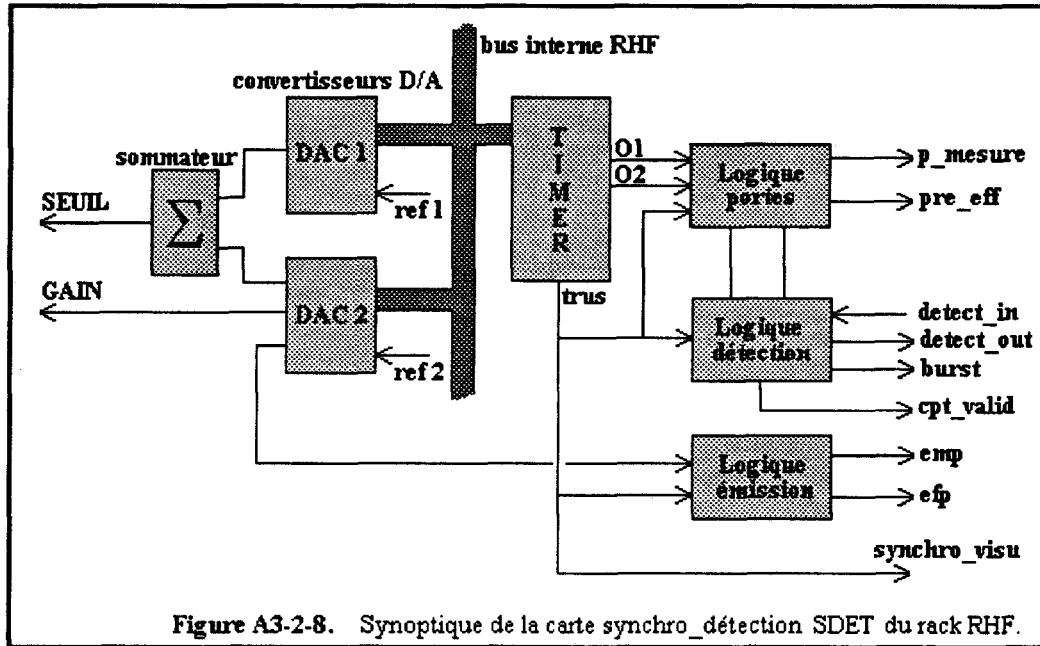 bus interne RHF
convertisseurs D/A
sommateur
DAC 1
TIMER
O1
O2
Logique portes
p_mesure
pre_eff
SEUIL
Σ
ref 1
GAIN
DAC 2
trus
ref 2
Logique détection
detect_in
detect_out
burst
cpt_valid
Logique émission
emp
efp
synchro_visu
Figure A3-2-8. Synoptique de la carte synchro_détection SDET du rack RHF.